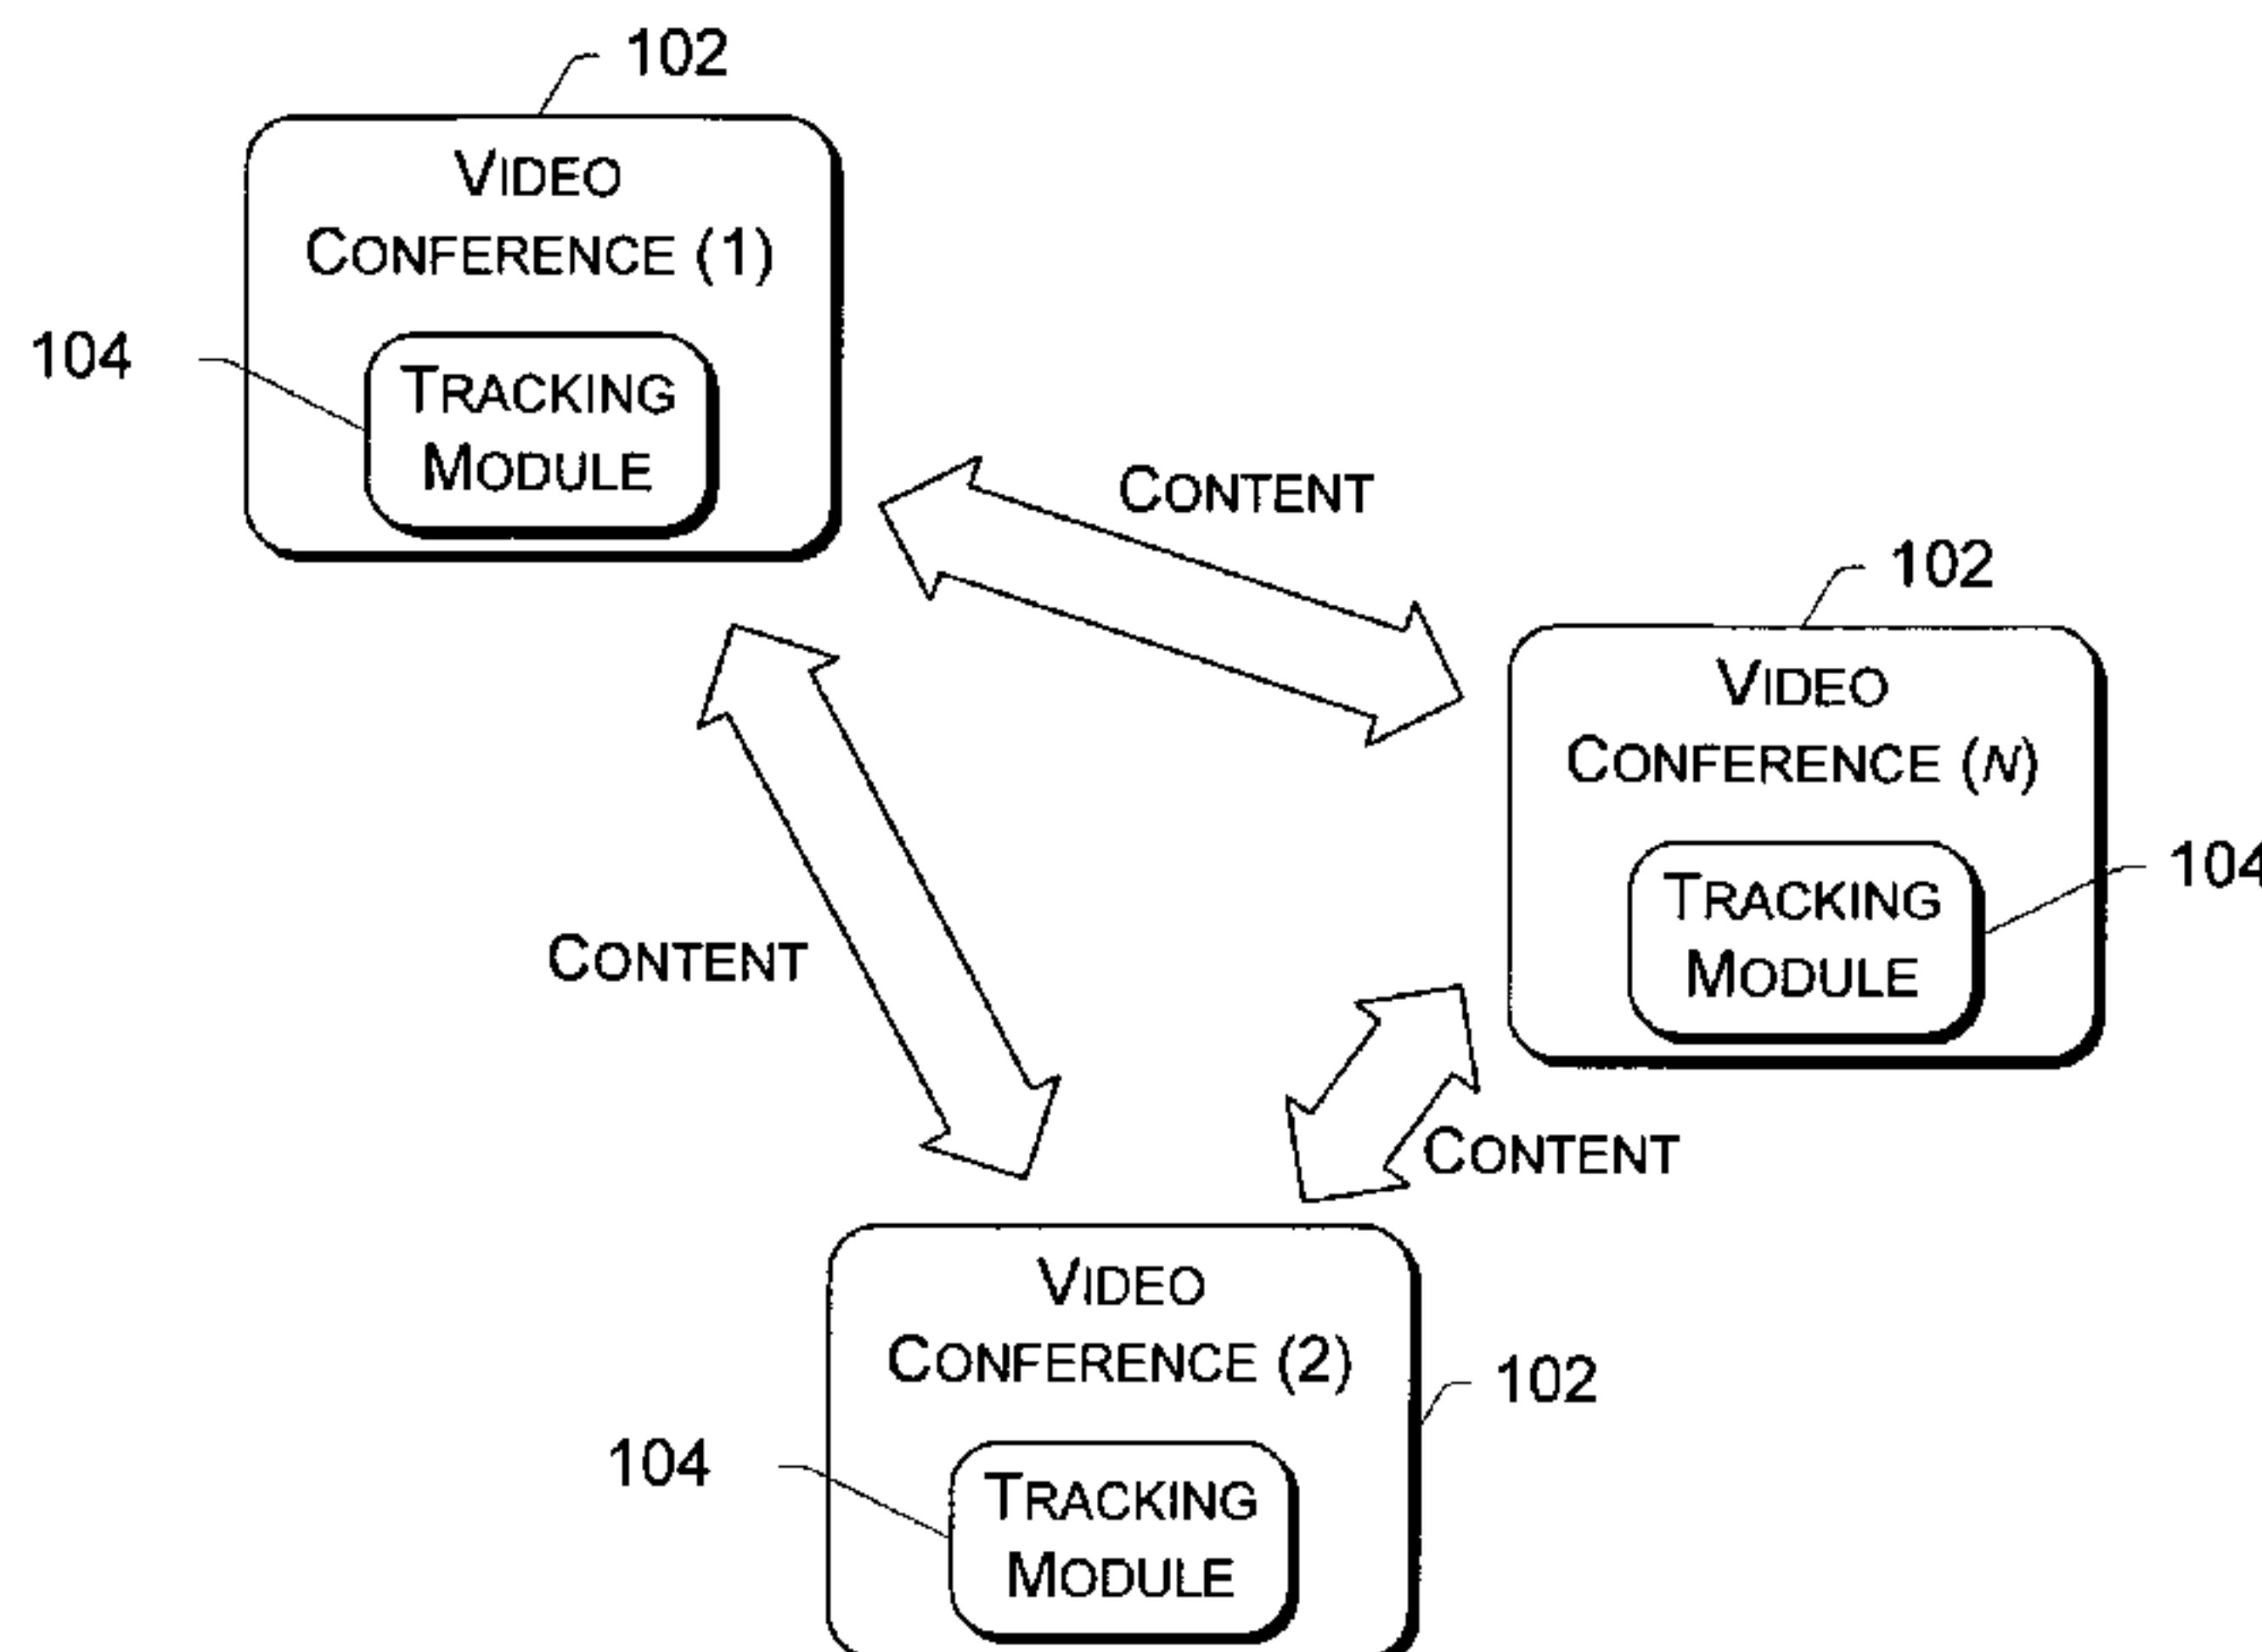 102
VIDEO
CONFERENCE (1)
104
TRACKING
MODULE
CONTENT
102
VIDEO
CONFERENCE (N)
104
TRACKING
MODULE
CONTENT
CONTENT
VIDEO
CONFERENCE (2)
102
104
TRACKING
MODULE